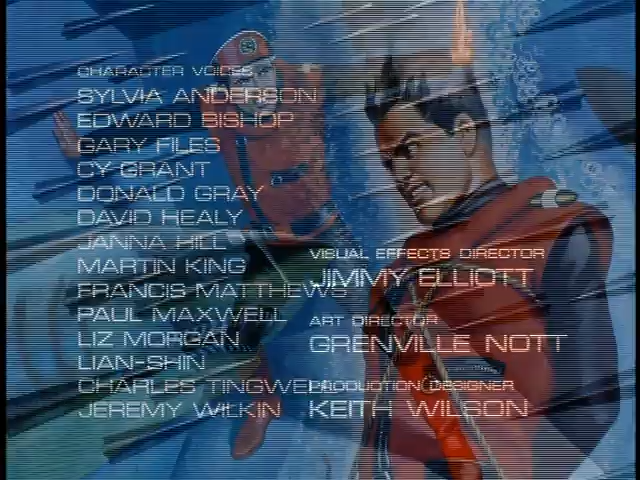 CHARACTER VOICES
SYLVIA ANDERSON
EDWARD BISHOP
GARY FILES
CY GRANT
DONALD GRAY
DAVID HEALY
JANNA HILL
MARTIN KING
FRANCIS MATTHEWS
PAUL MAXWELL
LIZ MORGAN
LIAN-SHIN
CHARLES TINGWELL
JEREMY WILKIN
VISUAL EFFECTS DIRECTOR
JIMMY ELLIOTT
ART DIRECTOR
GRENVILLE NOTT
PRODUCTION DESIGNER
KEITH WILSON